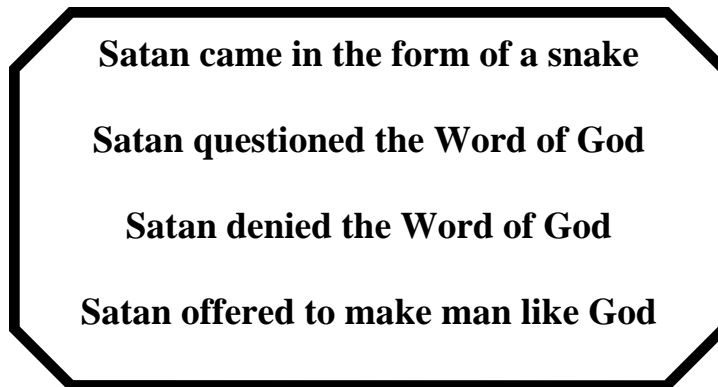 Satan came in the form of a snake
Satan questioned the Word of God
Satan denied the Word of God
Satan offered to make man like God